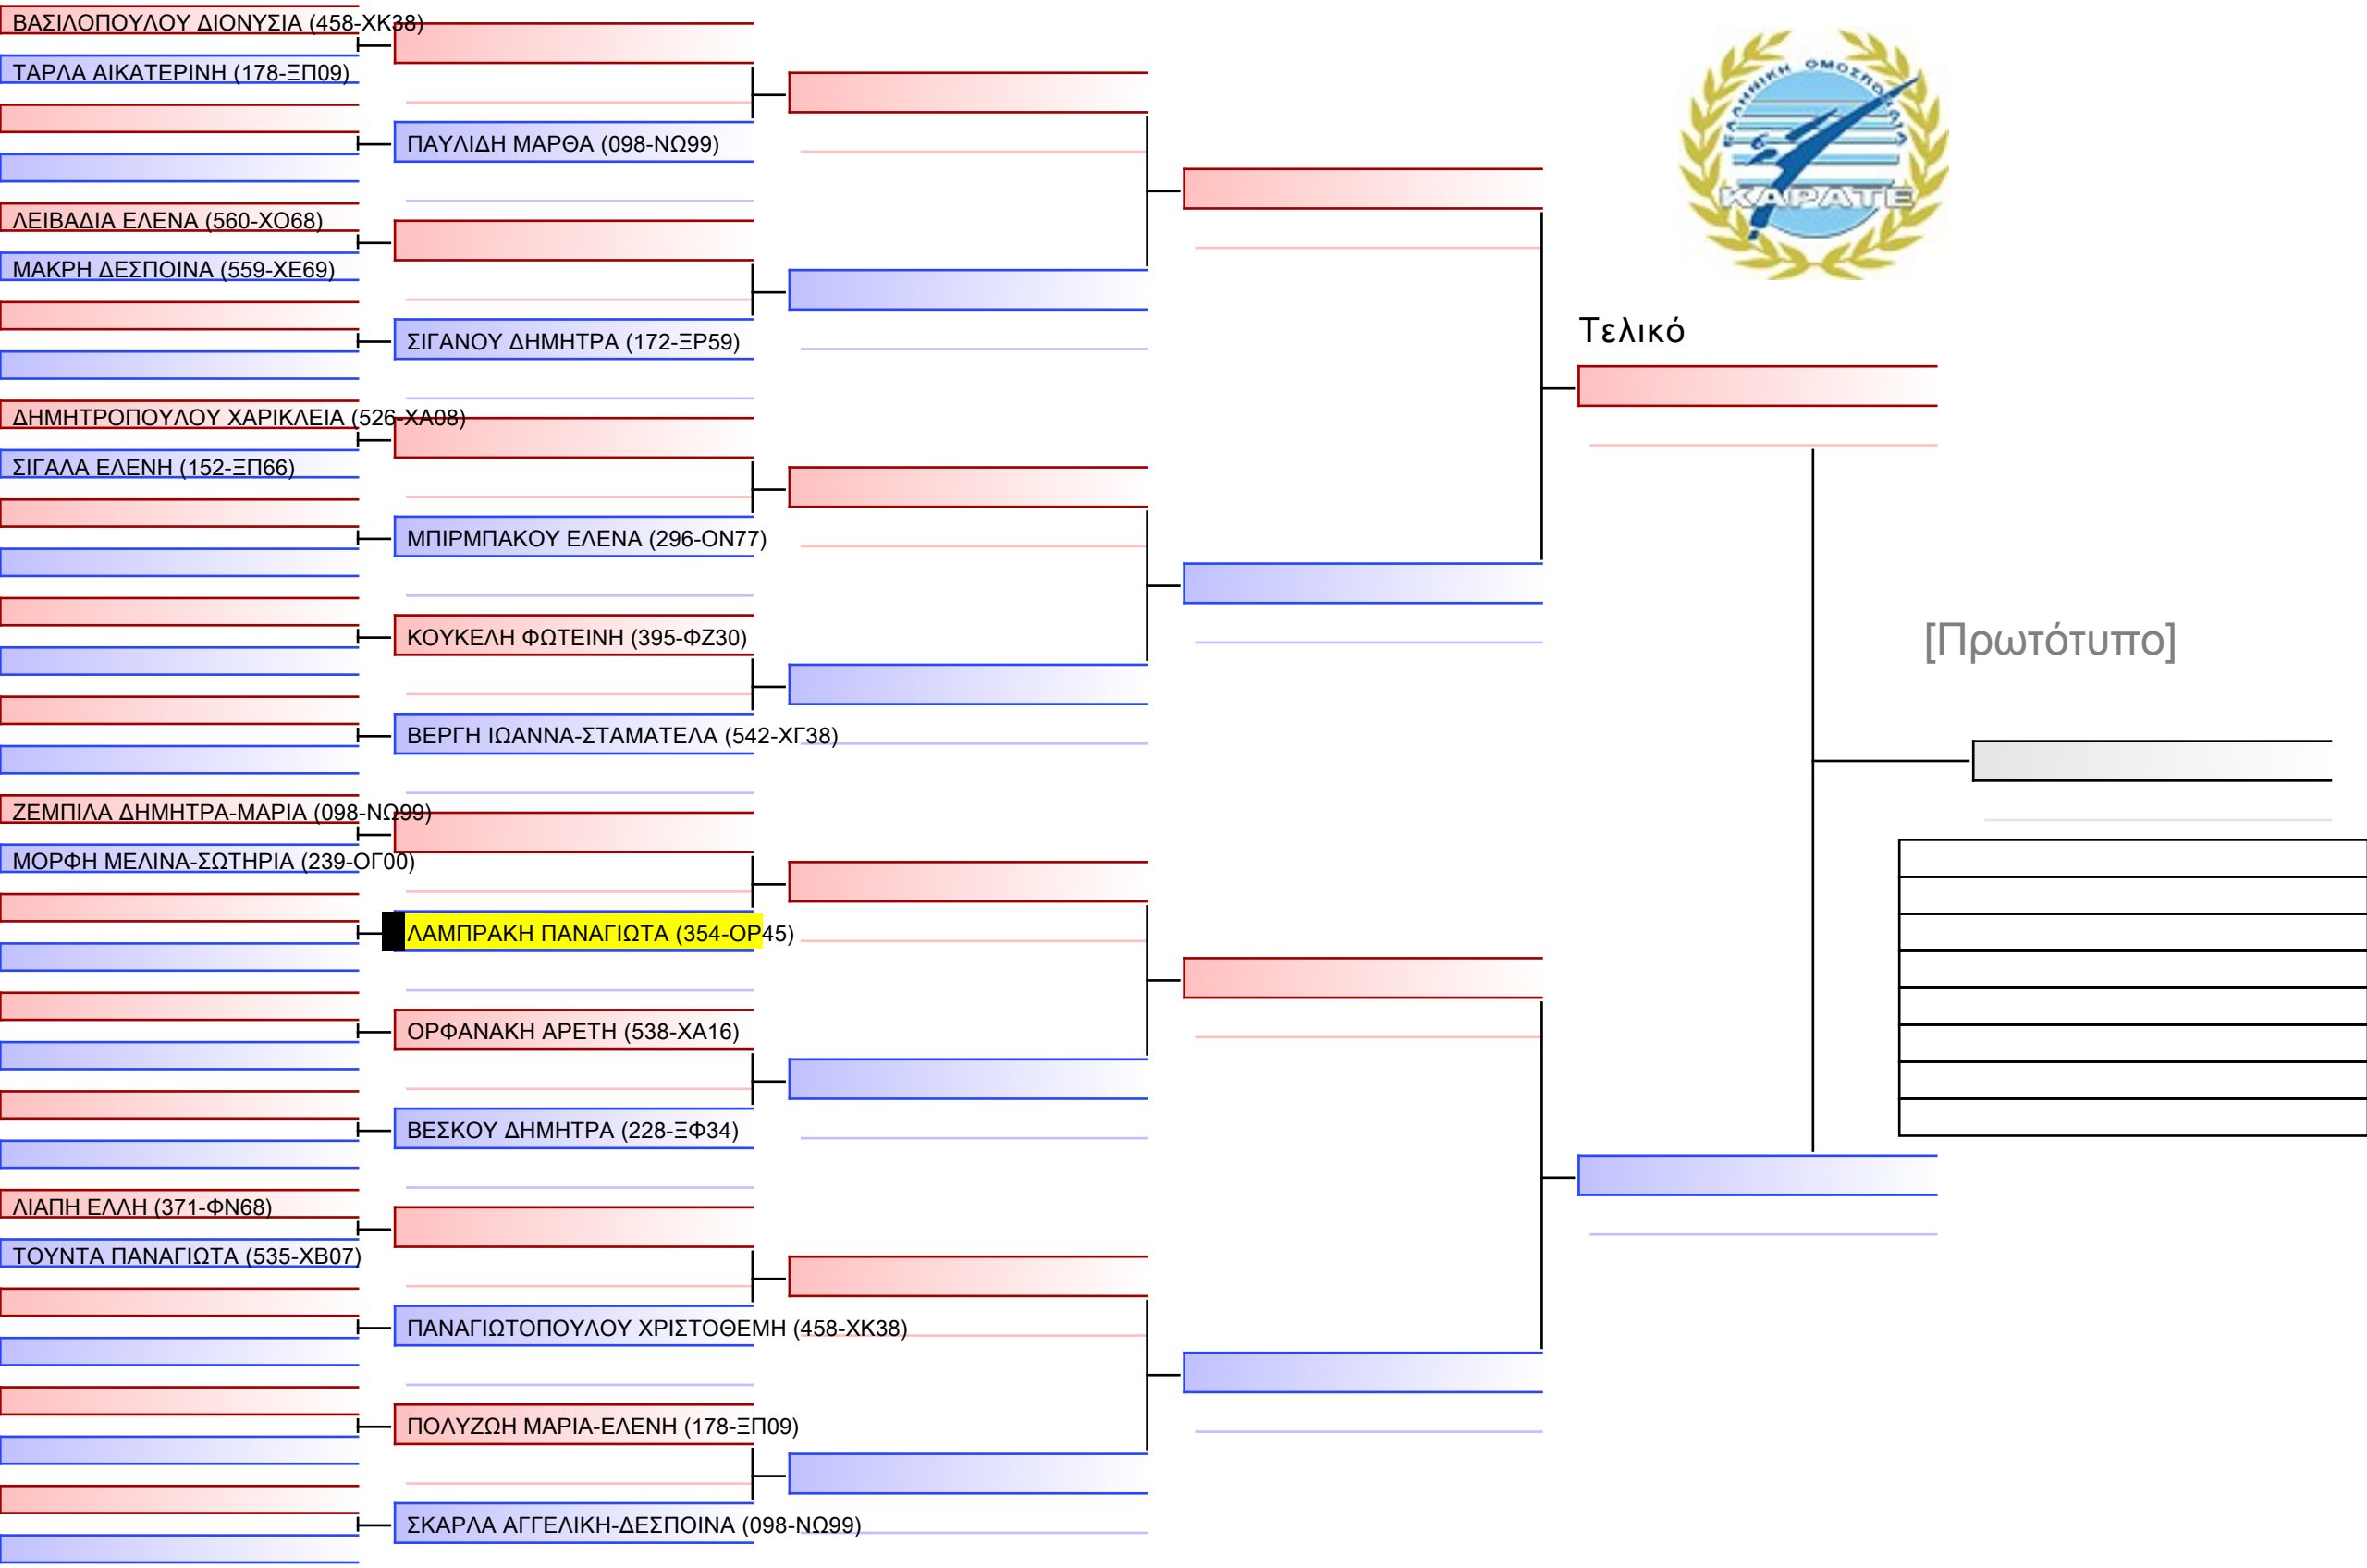 ΒΑΣΙΛΟΠΟΥΛΟΥ ΔΙΟΝΥΣΙΑ (458-ΧΚ38)
ΤΑΡΛΑ ΑΙΚΑΤΕΡΙΝΗ (178-ΞΠ09)
ΠΑΥΛΙΔΗ ΜΑΡΘΑ (098-ΝΩ99)
ΛΕΙΒΑΔΙΑ ΕΛΕΝΑ (560-ΧΟ68)
ΜΑΚΡΗ ΔΕΣΠΟΙΝΑ (559-ΧΕ69)
ΣΙΓΑΝΟΥ ΔΗΜΗΤΡΑ (172-ΞΡ59)
ΔΗΜΗΤΡΟΠΟΥΛΟΥ ΧΑΡΙΚΛΕΙΑ (526-ΧΑ08)
ΣΙΓΑΛΑ ΕΛΕΝΗ (152-ΞΠ66)
ΜΠΙΡΜΠΑΚΟΥ ΕΛΕΝΑ (296-ΟΝ77)
ΚΟΥΚΕΛΗ ΦΩΤΕΙΝΗ (395-ΦΖ30)
ΒΕΡΓΗ ΙΩΑΝΝΑ-ΣΤΑΜΑΤΕΛΑ (542-ΧΓ38)
ΖΕΜΠΙΛΑ ΔΗΜΗΤΡΑ-ΜΑΡΙΑ (098-ΝΩ99)
ΜΟΡΦΗ ΜΕΛΙΝΑ-ΣΩΤΗΡΙΑ (239-ΟΓ00)
ΛΑΜΠΡΑΚΗ ΠΑΝΑΓΙΩΤΑ (354-ΟΡ45)
ΟΡΦΑΝΑΚΗ ΑΡΕΤΗ (538-ΧΑ16)
ΒΕΣΚΟΥ ΔΗΜΗΤΡΑ (228-ΞΦ34)
ΛΙΑΠΗ ΕΛΛΗ (371-ΦΝ68)
ΤΟΥΝΤΑ ΠΑΝΑΓΙΩΤΑ (535-ΧΒ07)
ΠΑΝΑΓΙΩΤΟΠΟΥΛΟΥ ΧΡΙΣΤΟΘΕΜΗ (458-ΧΚ38)
ΠΟΛΥΖΩΗ ΜΑΡΙΑ-ΕΛΕΝΗ (178-ΞΠ09)
ΣΚΑΡΛΑ ΑΓΓΕΛΙΚΗ-ΔΕΣΠΟΙΝΑ (098-ΝΩ99)
ΕΛΛΗΝΙΚΗ ΟΜΟΣΠΟΝΔΙΑ
ΚΑΡΑΤΕ
Τελικό
[Πρωτότυπο]